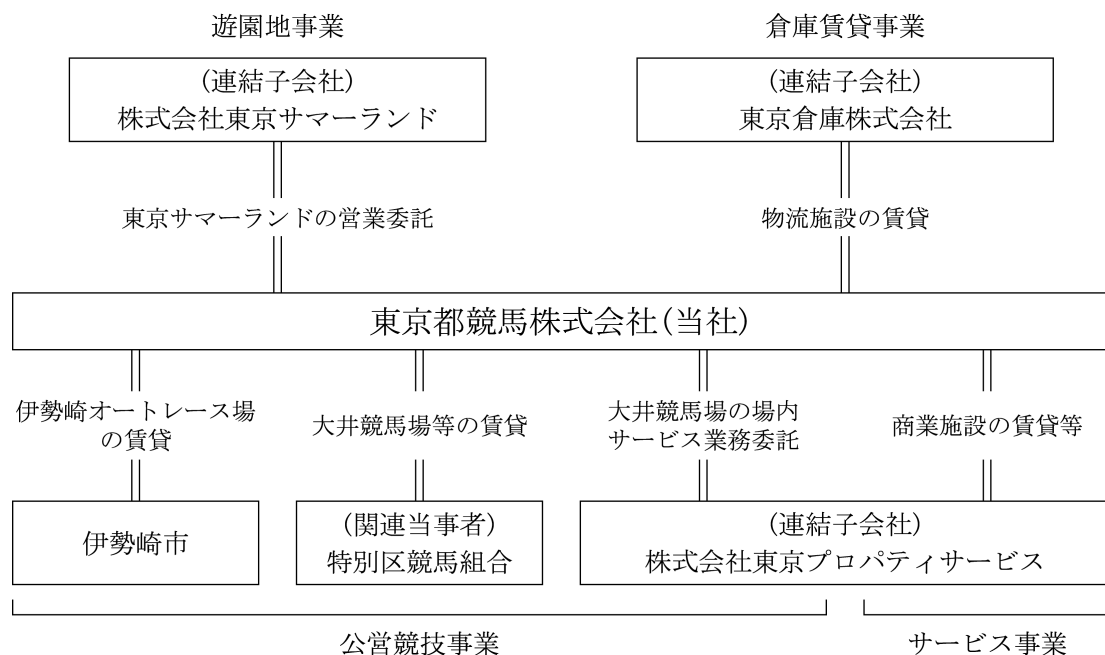 遊園地事業
倉庫賃貸事業
(連結子会社)
株式会社東京サマーランド
(連結子会社)
東京倉庫株式会社
東京サマーランドの営業委託
物流施設の賃貸
東京都競馬株式会社(当社)
伊勢崎オートレース場
の賃貸
大井競馬場等の賃貸
大井競馬場の場内
サービス業務委託
商業施設の賃貸等
伊勢崎市
(関連当事者)
特別区競馬組合
(連結子会社)
株式会社東京プロパティサービス
公営競技事業
サービス事業